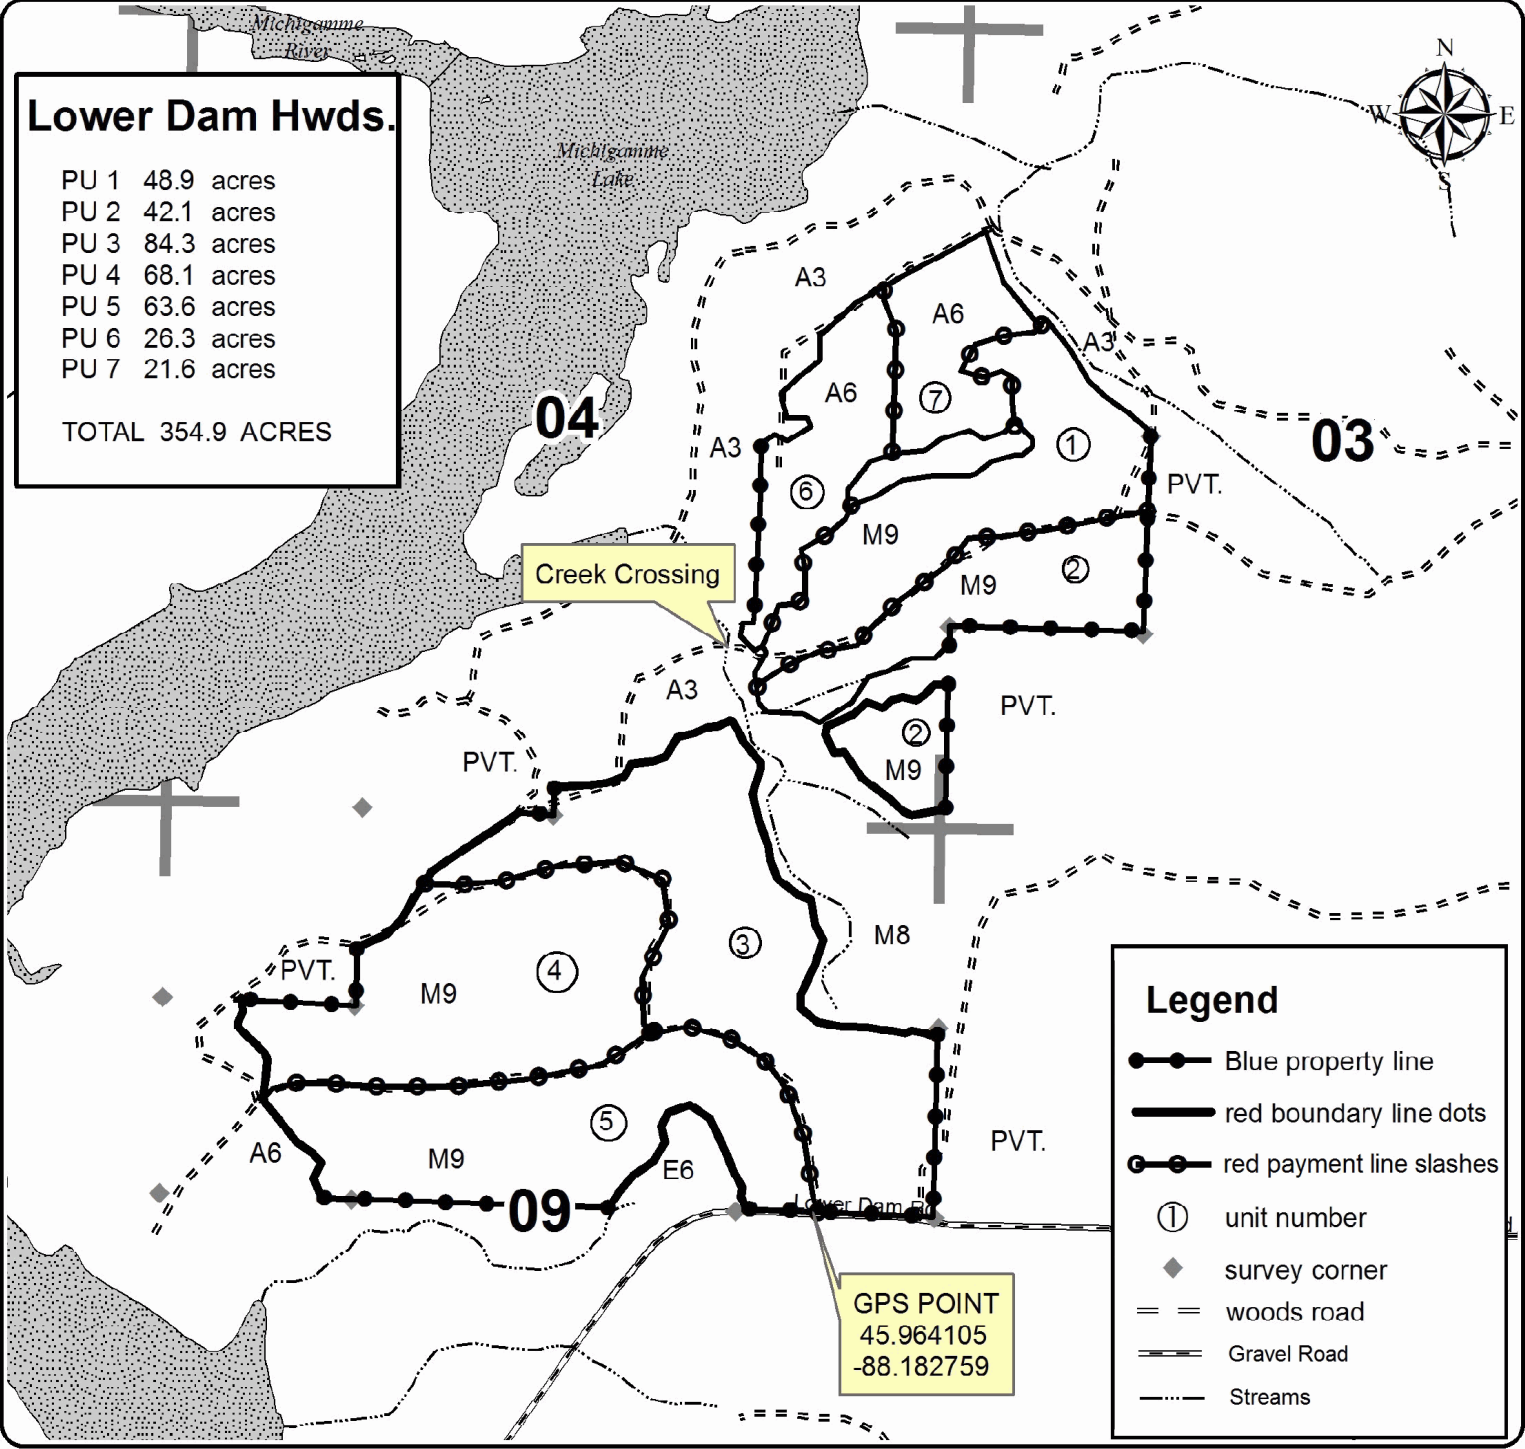 Michigamme
River
Lower Dam Hwds.
PU 1 48.9 acres
PU 2 42.1 acres
PU 3 84.3 acres
PU 4 68.1 acres
PU 5 63.6 acres
PU 6 26.3 acres
PU 7 21.6 acres
TOTAL 354.9 ACRES
Michigamme
Lake
N
W
E
S
04
03
A3
A6
A3
A6
7
A3
1
6
PVT.
M9
Creek Crossing
M9
2
A3
PVT.
PVT.
2
M9
3
M8
PVT.
4
M9
5
A6
M9
E6
PVT.
09
Lower Dam Rd
GPS POINT
45.964105
-88.182759
Legend
Blue property line
red boundary line dots
red payment line slashes
1 unit number
survey corner
woods road
Gravel Road
Streams